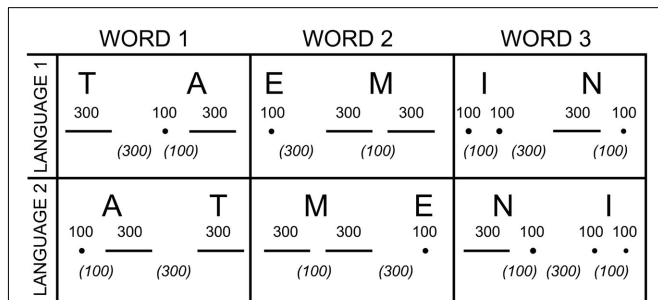 WORD 1 WORD 2 WORD 3
LANGUAGE 1
T A E M I N
300 100 300 100 300 300 100 100 300 100
(300) (100) (300) (100) (100) (300) (100)
LANGUAGE 2
A T M E N I
100 300 300 300 300 100 300 100 100 100
(100) (300) (100) (300) (100) (300) (100)